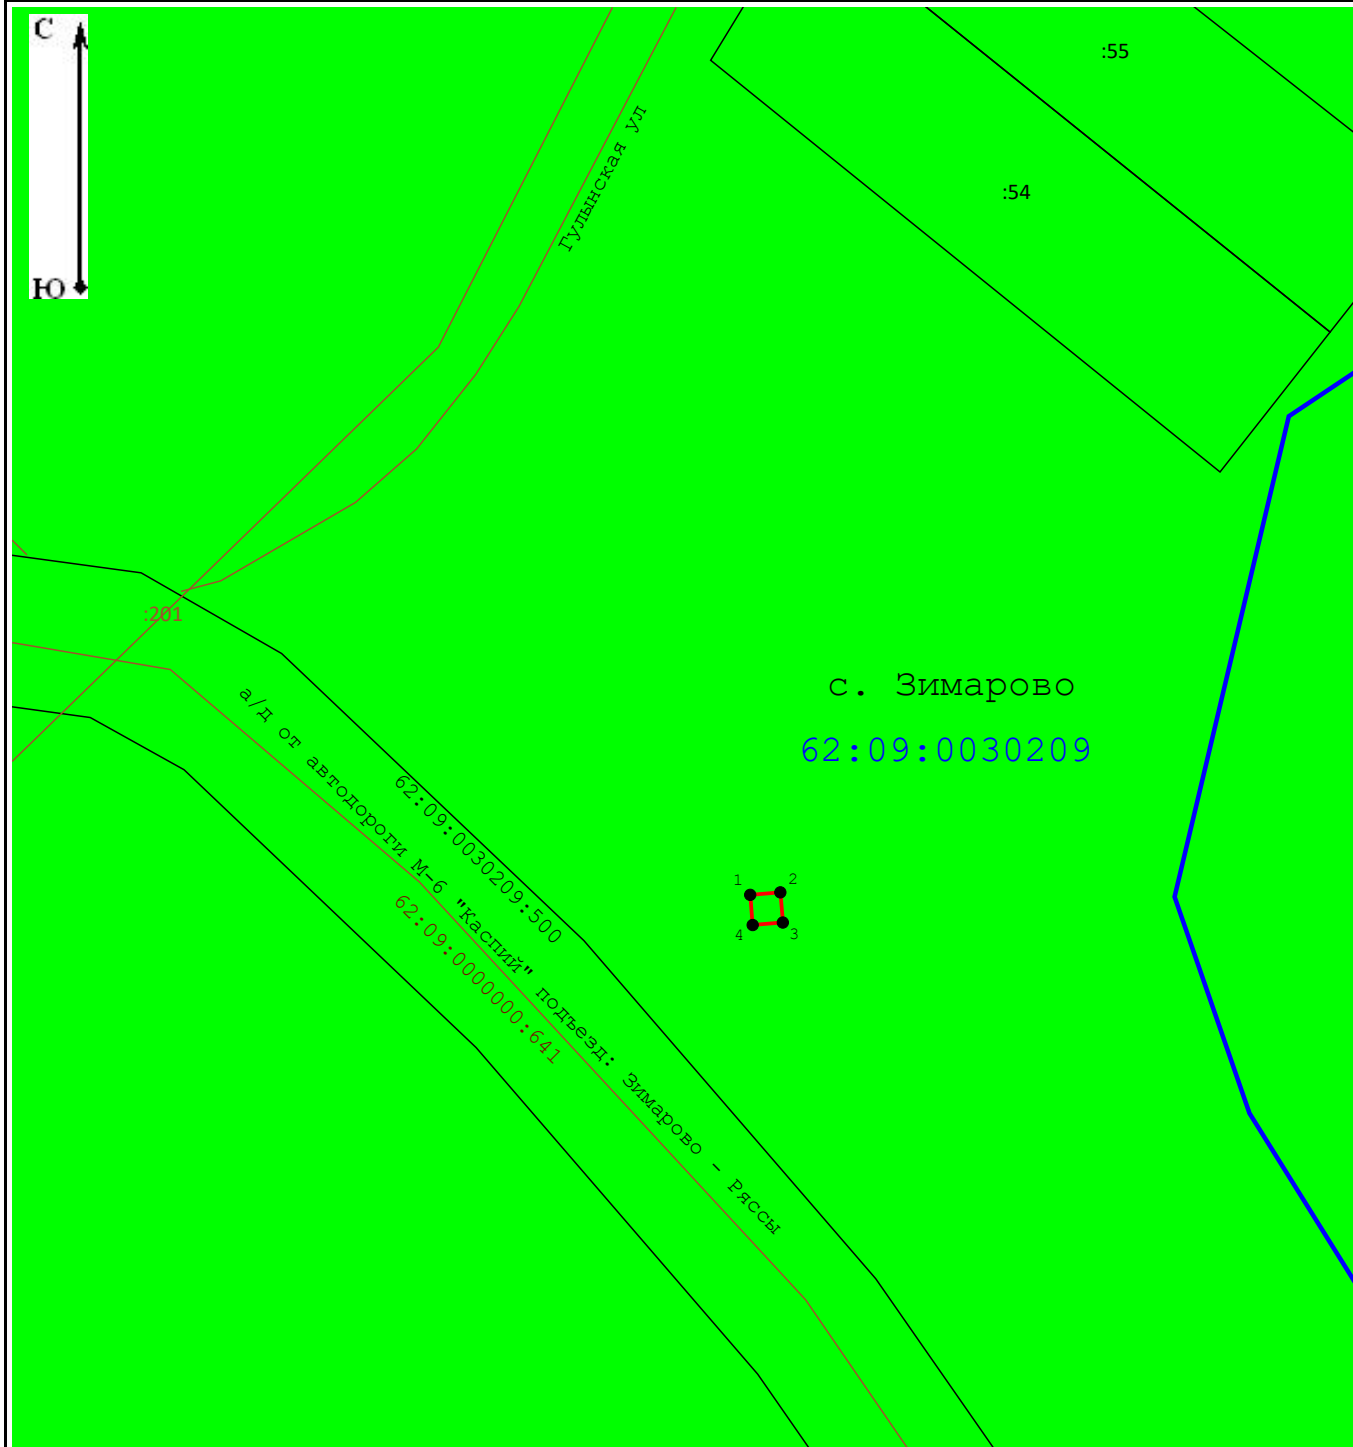 С
Ю
:55
:54
Гулынская ул
:201
с. Зимарово
62:09:0030209
а/д от автодороги М-6 "Каспий" подъезд: Зимарово - Ряссы
62:09:0030209:500
62:09:0000000:641
1
2
4
3